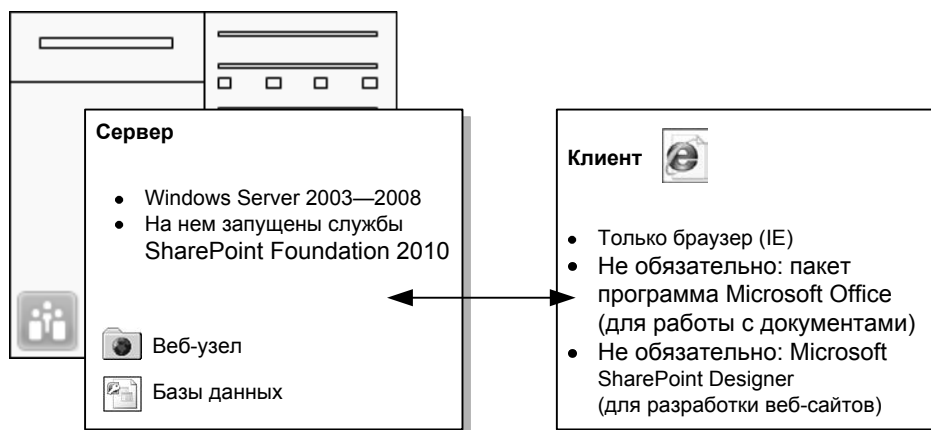 Сервер
Windows Server 2003—2008
На нем запущены службы
SharePoint Foundation 2010
Веб-узел
Базы данных
Клиент
Только браузер (IE)
Не обязательно: пакет
программа Microsoft Office
(для работы с документами)
Не обязательно: Microsoft
SharePoint Designer
(для разработки веб-сайтов)